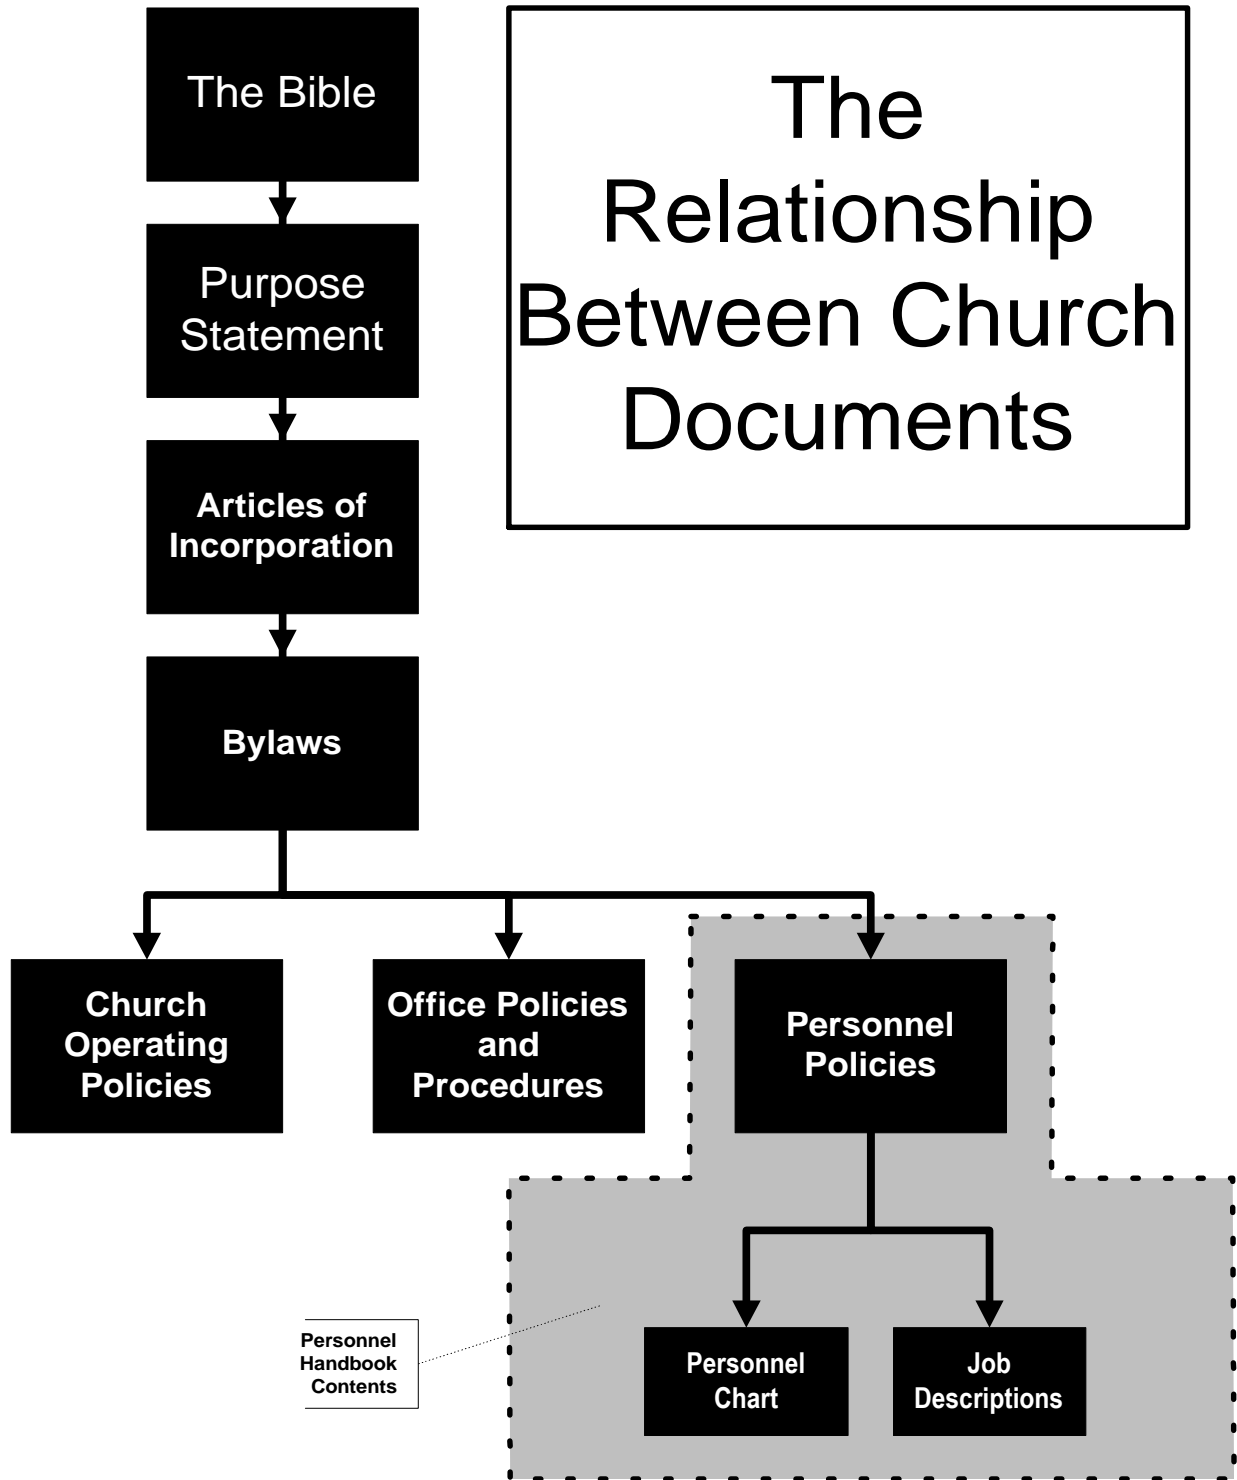 The Bible
The
Relationship
Between Church
Documents
Purpose
Statement
Articles of
Incorporation
Bylaws
Church
Operating
Policies
Office Policies
and
Procedures
Personnel
Policies
Personnel
Handbook
Contents
Personnel
Chart
Job
Descriptions